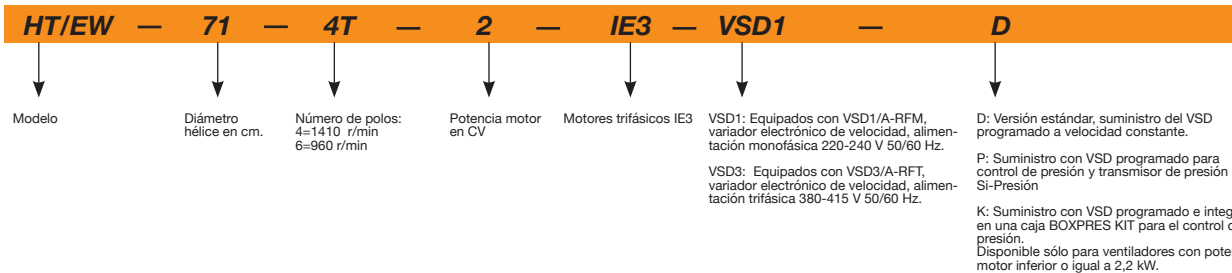 HT/EW — 71 — 4T — 2 — IE3 — VSD1 — D
Modelo
Diámetro
hélice en cm.
Número de polos:
4=1410 r/min
6=960 r/min
Potencia motor
en CV
Motores trifásicos IE3
VSD1: Equipados con VSD1/A-RFM,
variador electrónico de velocidad, alimen-
tación monofásica 220-240 V 50/60 Hz.
VSD3: Equipados con VSD3/A-RFT,
variador electrónico de velocidad, alimen-
tación trifásica 380-415 V 50/60 Hz.
D: Versión estándar, suministro del VSD
programado a velocidad constante.
P: Suministro con VSD programado para
control de presión y transmisor de presión
Si-Presión
K: Suministro con VSD programado e integ
en una caja BOXPRES KIT para el control
presión.
Disponible sólo para ventiladores con pote
motor inferior o igual a 2,2 kW.